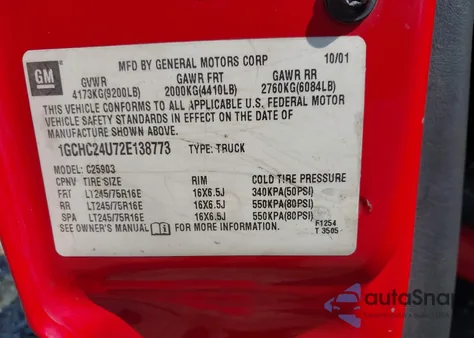 GM
MFD BY GENERAL MOTORS CORP 10/01
GVWR GAWR FRT GAWR RR
4173KG(9200LB) 2000KG(4410LB) 2760KG(6084LB)
THIS VEHICLE CONFORMS TO ALL APPLICABLE U.S. FEDERAL MOTOR
VEHICLE SAFETY STANDARDS IN EFFECT ON THE DATE OF
MANUFACTURE SHOWN ABOVE.
1GCHC24U72E138773 TYPE: TRUCK
MODEL: C25903
CPNV TIRE SIZE RIM COLD TIRE PRESSURE
FRT LT245/75R16E 16X6.5J 340KPA(50PSI)
RR LT245/75R16E 16X6.5J 550KPA(80PSI)
SPA LT245/75R16E 16X6.5J 550KPA(80PSI)
SEE OWNER'S MANUAL FOR MORE INFORMATION.
F1254
T 3505
autoSnap